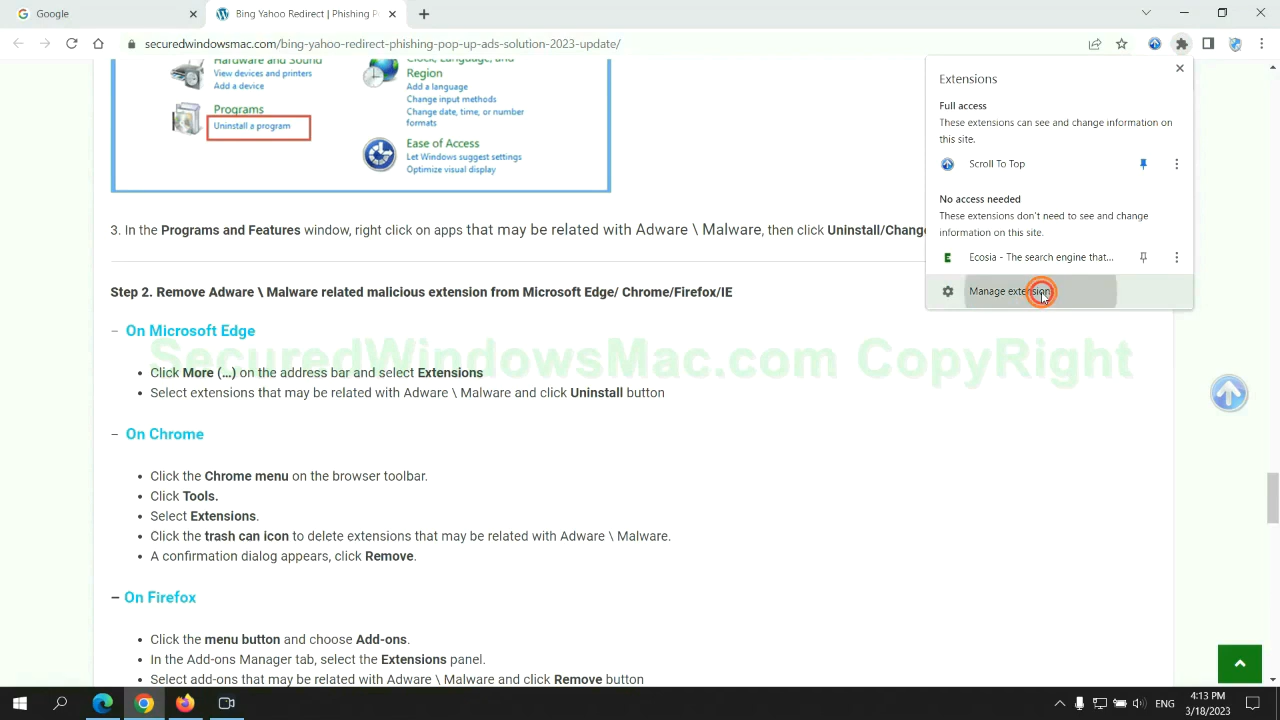 Google
Bing Yahoo Redirect | Phishing P
securedwindowsmac.com/bing-yahoo-redirect-phishing-pop-up-ads-solution-2023-update/
Hardware and Sound
View devices and printers
Add a device
Programs
Uninstall a program
Clock, Language, and
Region
Add a language
Change input methods
Change date, time, or number
formats
Ease of Access
Let Windows suggest settings
Optimize visual display
Extensions
Full access
These extensions can see and change information on
this site.
Scroll To Top
No access needed
These extensions don't need to see and change
information on this site.
Ecosia - The search engine that...
Manage extensions
3. In the Programs and Features window, right click on apps that may be related with Adware \ Malware, then click Uninstall/Change
Step 2. Remove Adware \ Malware related malicious extension from Microsoft Edge/ Chrome/Firefox/IE
– On Microsoft Edge
SecuredWindowsMac.com CopyRight
• Click More (…) on the address bar and select Extensions
• Select extensions that may be related with Adware \ Malware and click Uninstall button
– On Chrome
• Click the Chrome menu on the browser toolbar.
• Click Tools.
• Select Extensions.
• Click the trash can icon to delete extensions that may be related with Adware \ Malware.
• A confirmation dialog appears, click Remove.
– On Firefox
• Click the menu button and choose Add-ons.
• In the Add-ons Manager tab, select the Extensions panel.
• Select add-ons that may be related with Adware \ Malware and click Remove button
ENG
4:13 PM
3/18/2023